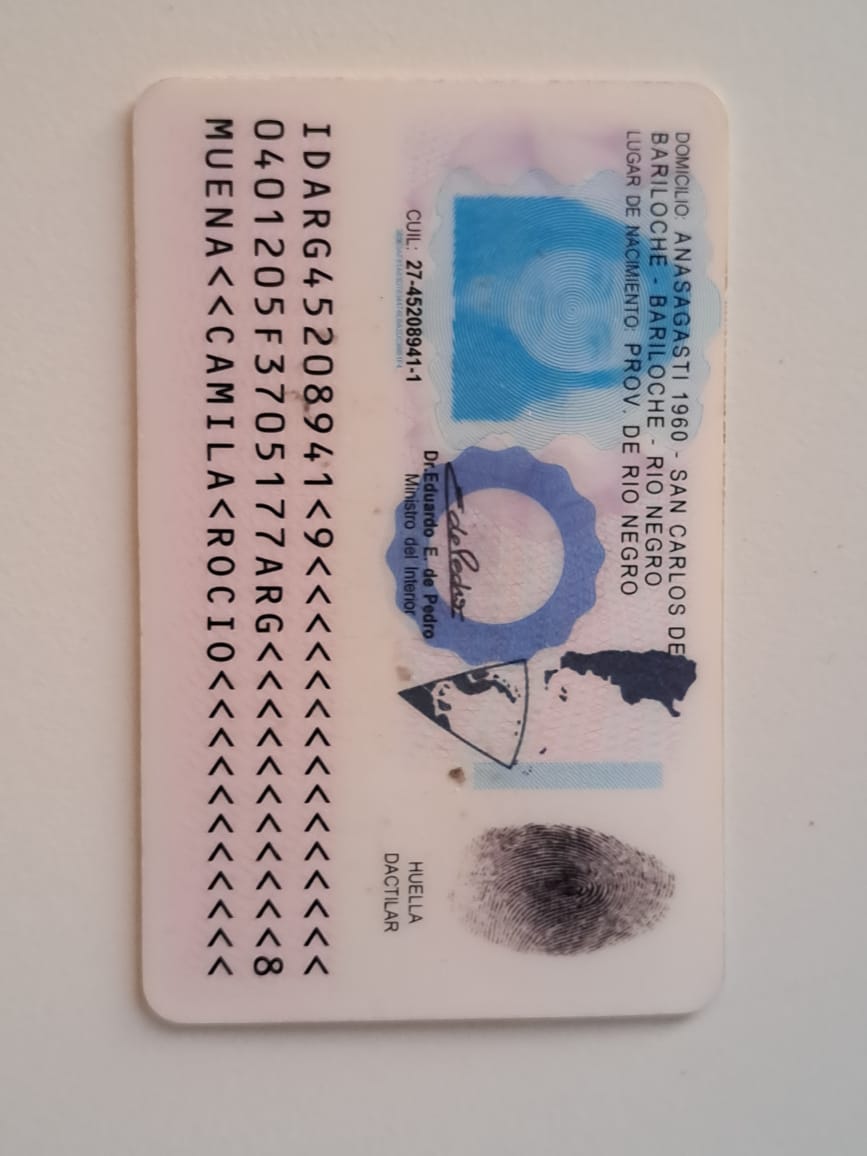 DOMICILIO: ANASAGASTI 1960 - SAN CARLOS DE
BARILOCHE - BARILOCHE - RIO NEGRO
LUGAR DE NACIMIENTO: PROV. DE RIO NEGRO
CUIL: 27-45208941-1
Dr. Eduardo E. de Pedro
Ministro del Interior
HUELLA
DACTILAR
IDARG45208941<9<<<<<<<<<<<<<<<
0401205F3705177ARG<<<<<<<<<<<8
MUENA<<CAMILA<ROCIO<<<<<<<<<<<